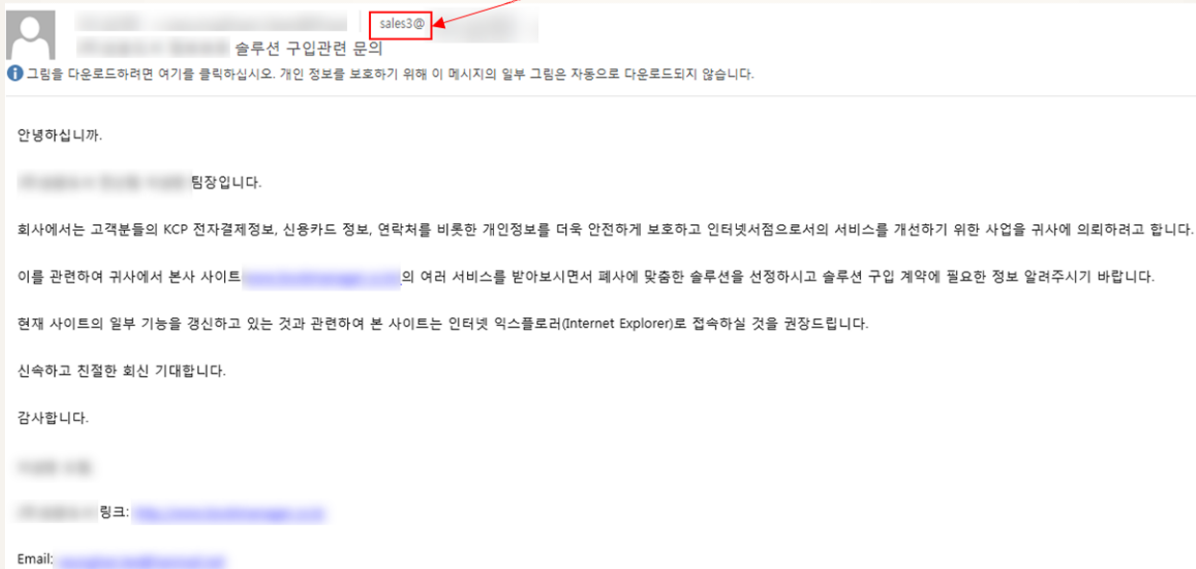 sales3@
솔루션 구입관련 문의
그림을 다운로드하려면 여기를 클릭하십시오. 개인 정보를 보호하기 위해 이 메시지의 일부 그림은 자동으로 다운로드되지 않습니다.
안녕하십니까.
팀장입니다.
회사에서는 고객분들의 KCP 전자결제정보, 신용카드 정보, 연락처를 비롯한 개인정보를 더욱 안전하게 보호하고 인터넷서점으로서의 서비스를 개선하기 위한 사업을 귀사에 의뢰하려고 합니다.
이를 관련하여 귀사에서 본사 사이트 의 여러 서비스를 받아보시면서 폐사에 맞춤한 솔루션을 선정하시고 솔루션 구입 계약에 필요한 정보 알려주시기 바랍니다.
현재 사이트의 일부 기능을 갱신하고 있는 것과 관련하여 본 사이트는 인터넷 익스플로러(Internet Explorer)로 접속하실 것을 권장드립니다.
신속하고 친절한 회신 기대합니다.
감사합니다.
링크:
Email: